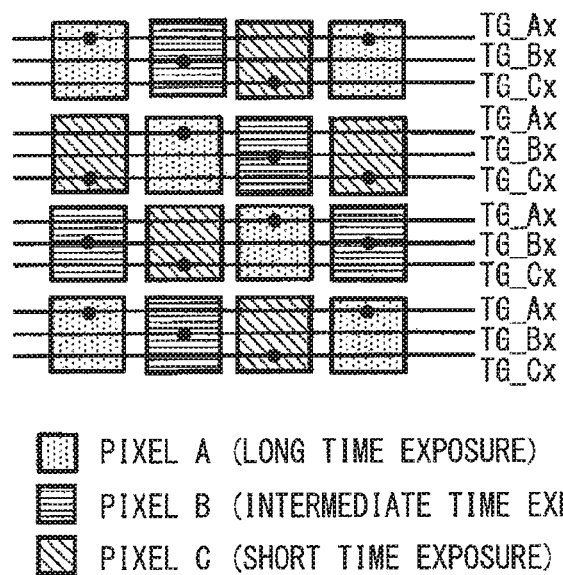 TG_Ax
TG_Bx
TG_Cx
TG_Ax
TG_Bx
TG_Cx
TG_Ax
TG_Bx
TG_Cx
TG_Ax
TG_Bx
TG_Cx
PIXEL A (LONG TIME EXPOSURE)
PIXEL B (INTERMEDIATE TIME EX
PIXEL C (SHORT TIME EXPOSURE)